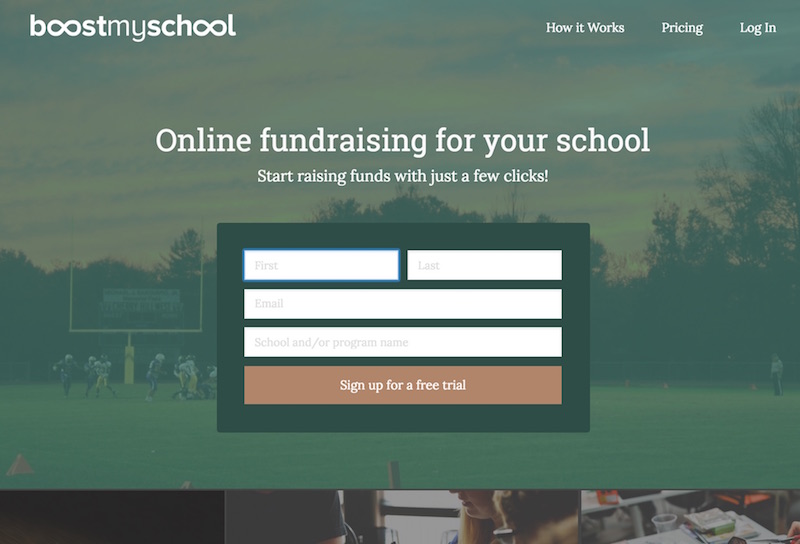 boostmyschool
How it Works
Pricing
Log In
Online fundraising for your school
Start raising funds with just a few clicks!
First
Last
Email
School and/or program name
Sign up for a free trial